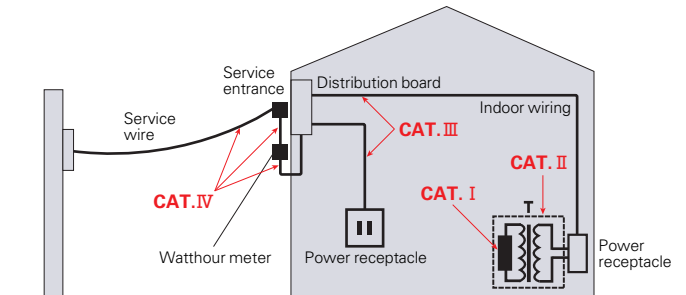 Service
entrance
Distribution board
Service
wire
Indoor wiring
CAT.Ⅲ
CAT. Ⅱ
CAT. Ⅰ
CAT.Ⅳ
T
Watthour meter
Power receptacle
Power
receptacle